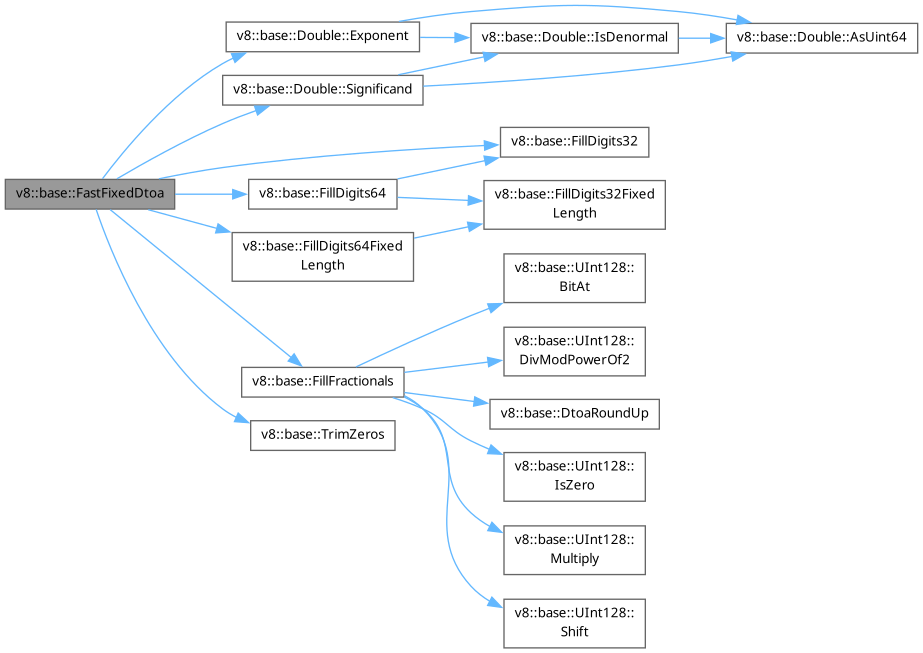 v8::base::Double::Exponent
v8::base::Double::IsDenormal
v8::base::Double::AsUint64
v8::base::Double::Significand
v8::base::FillDigits32
v8::base::FastFixedDtoa
v8::base::FillDigits64
v8::base::FillDigits32Fixed
Length
v8::base::FillDigits64Fixed
Length
v8::base::UInt128::
BitAt
v8::base::UInt128::
DivModPowerOf2
v8::base::FillFractionals
v8::base::DtoaRoundUp
v8::base::TrimZeros
v8::base::UInt128::
IsZero
v8::base::UInt128::
Multiply
v8::base::UInt128::
Shift